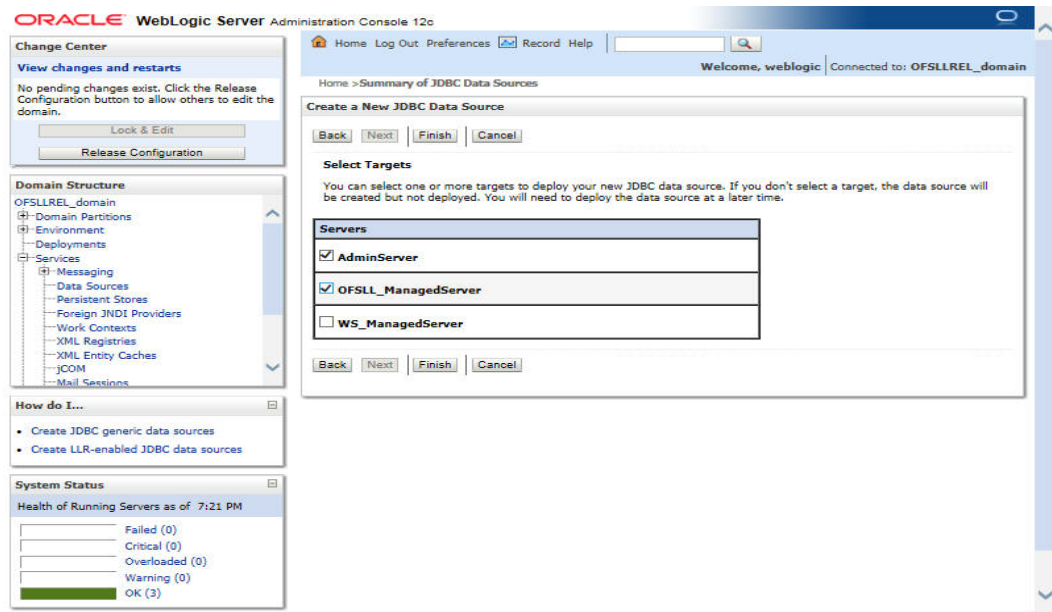 ORACLE WebLogic Server Administration Console 12c
Change Center
View changes and restarts
No pending changes exist. Click the Release
Configuration button to allow others to edit the
domain.
Lock & Edit
Release Configuration
Domain Structure
OFSLLREL_domain
Domain Partitions
Environment
Deployments
Services
Messaging
Data Sources
Persistent Stores
Foreign JNDI Providers
Work Contexts
XML Registries
XML Entity Caches
jCOM
Mail Sessions
How do I...
Create JDBC generic data sources
Create LLR-enabled JDBC data sources
System Status
Health of Running Servers as of 7:21 PM
Failed (0)
Critical (0)
Overloaded (0)
Warning (0)
OK (3)
Home Log Out Preferences Record Help
Welcome, weblogic Connected to: OFSLLREL_domain
Home >Summary of JDBC Data Sources
Create a New JDBC Data Source
Back Next Finish Cancel
Select Targets
You can select one or more targets to deploy your new JDBC data source. If you don't select a target, the data source will
be created but not deployed. You will need to deploy the data source at a later time.
Servers
AdminServer
OFSLL_ManagedServer
WS_ManagedServer
Back Next Finish Cancel